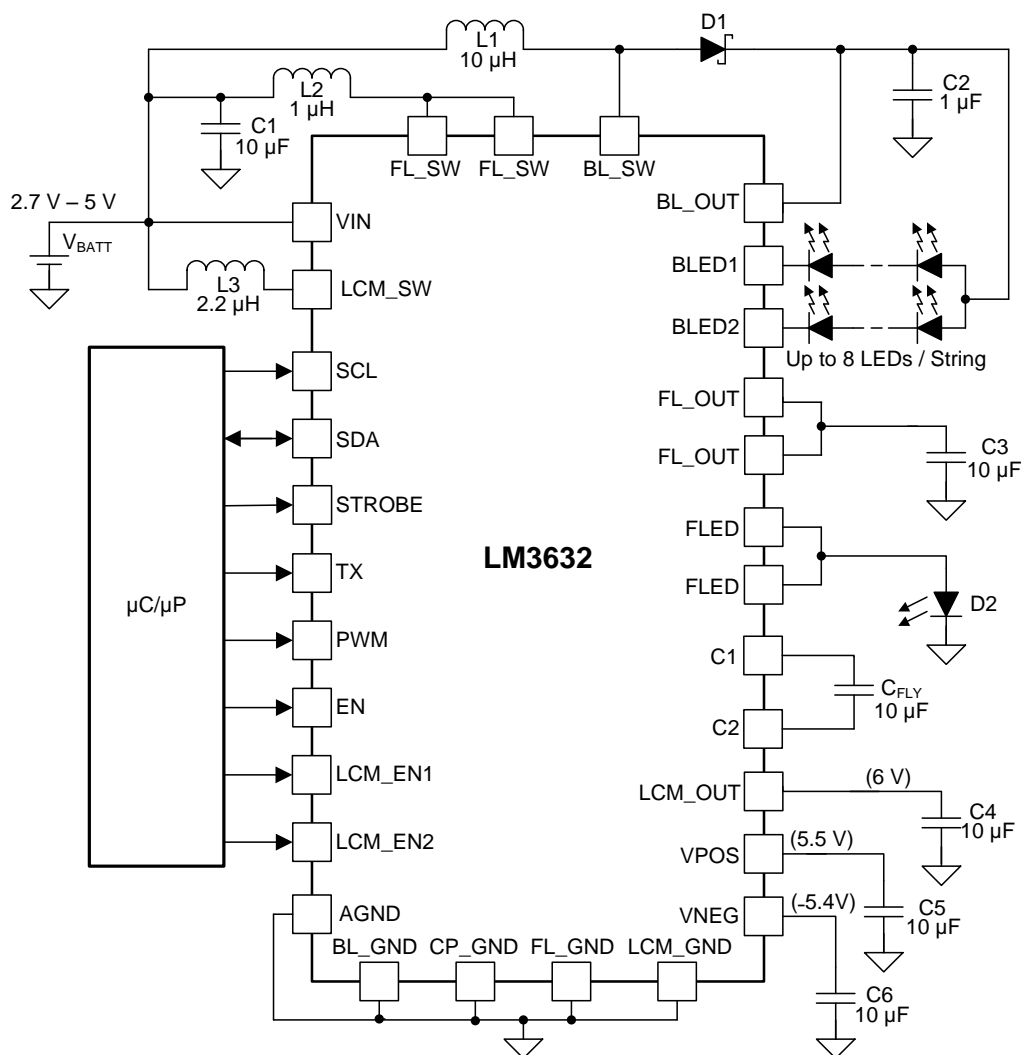 D1
L1
10 µH
L2
1 µH
C2
1 µF
C1
10 µF
FL_SW
FL_SW
BL_SW
2.7 V – 5 V
VBATT
VIN
BL_OUT
L3
2.2 µH
LCM_SW
BLED1
BLED2
Up to 8 LEDs / String
µC/µP
SCL
SDA
STROBE
TX
PWM
EN
LCM_EN1
LCM_EN2
AGND
LM3632
FL_OUT
FL_OUT
C3
10 µF
FLED
FLED
D2
C1
C2
CFLY
10 µF
LCM_OUT
(6 V)
C4
10 µF
VPOS
(5.5 V)
C5
10 µF
VNEG
(-5.4V)
C6
10 µF
BL_GND
CP_GND
FL_GND
LCM_GND